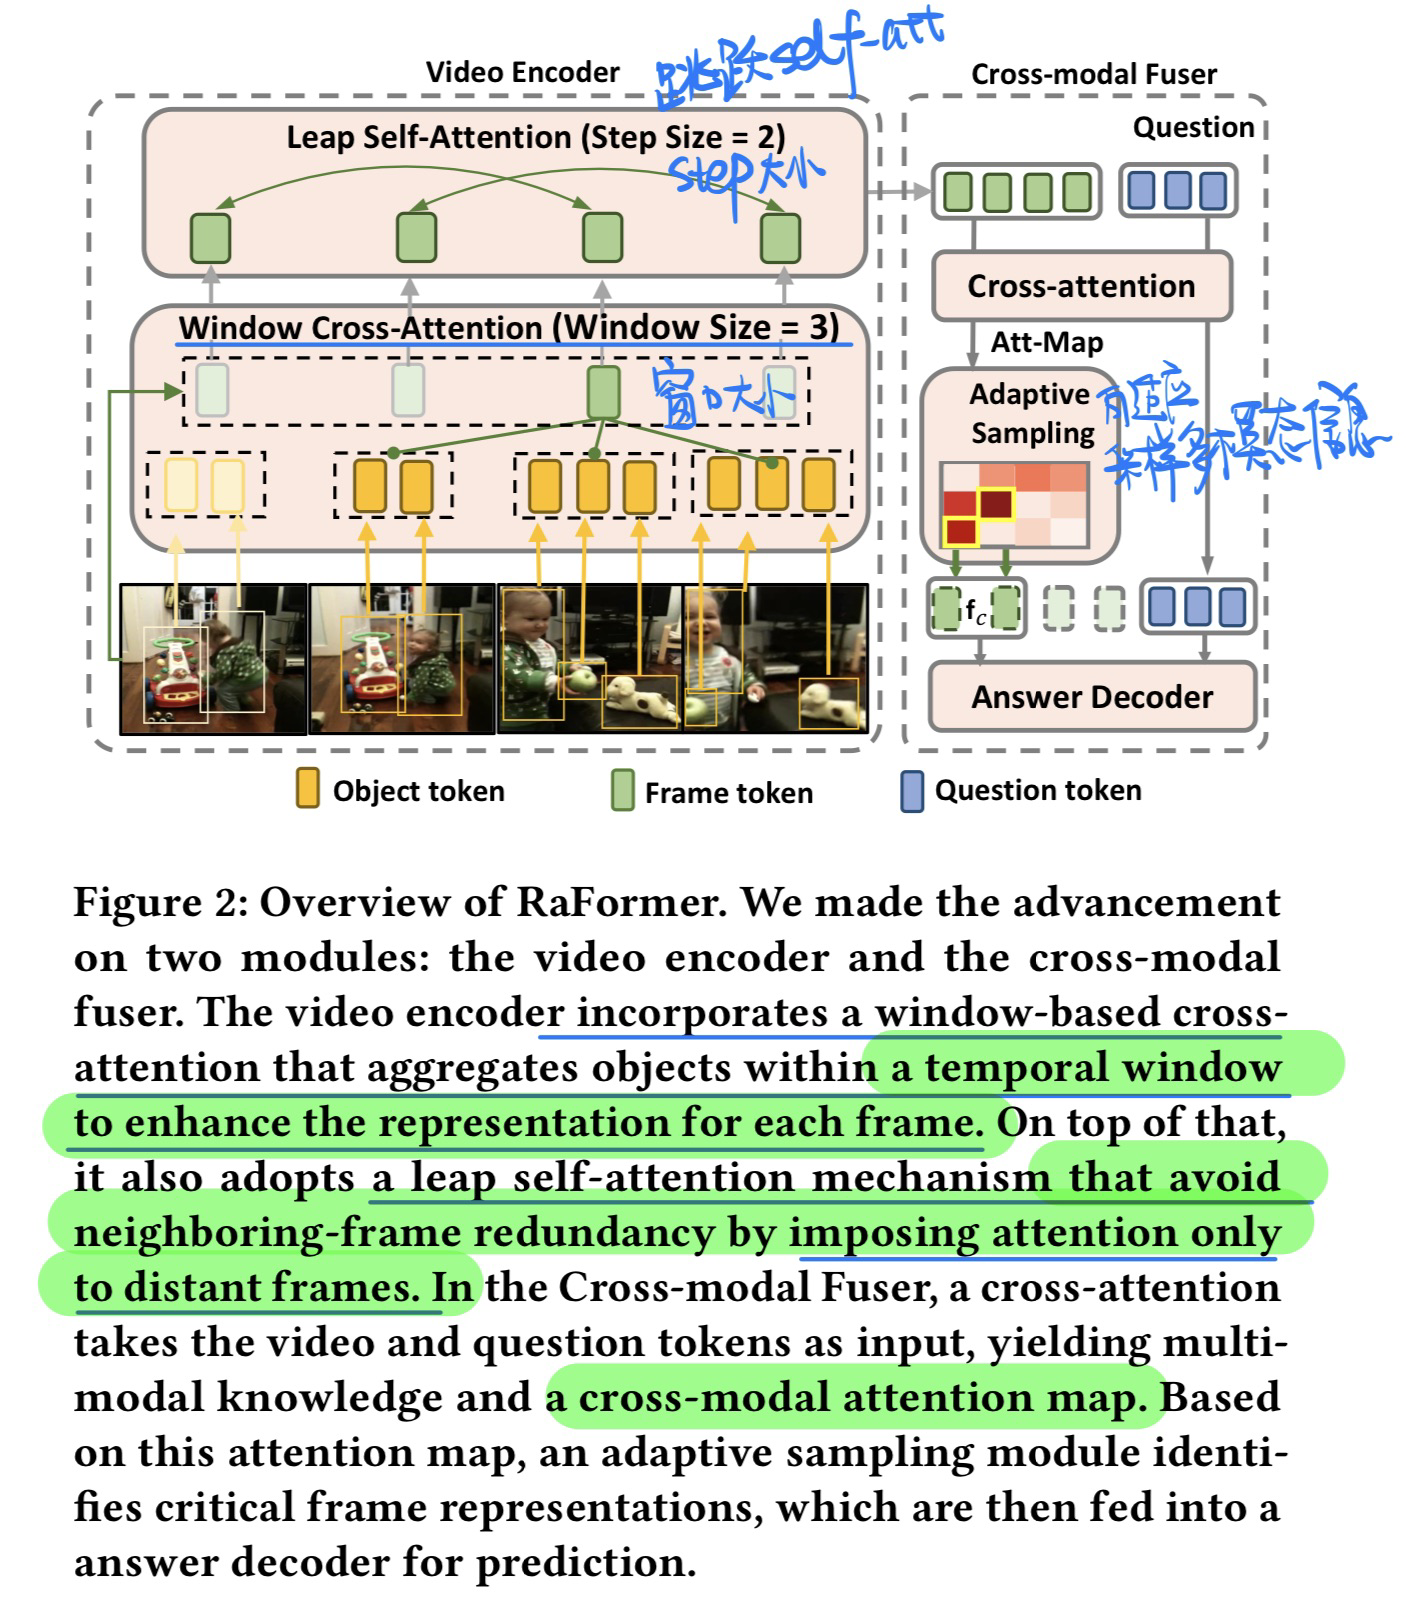 跳跃self-att
Video Encoder
Cross-modal Fuser
Leap Self-Attention (Step Size = 2)
step大小
Question
Cross-attention
Window Cross-Attention (Window Size = 3)
窗口大小
Att-Map
Adaptive
Sampling
自适应
采样多模态信息
f_c
Answer Decoder
Object token
Frame token
Question token
Figure 2: Overview of RaFormer. We made the advancement
on two modules: the video encoder and the cross-modal
fuser. The video encoder incorporates a window-based cross-
attention that aggregates objects within a temporal window
to enhance the representation for each frame. On top of that,
it also adopts a leap self-attention mechanism that avoid
neighboring-frame redundancy by imposing attention only
to distant frames. In the Cross-modal Fuser, a cross-attention
takes the video and question tokens as input, yielding multi-
modal knowledge and a cross-modal attention map. Based
on this attention map, an adaptive sampling module identi-
fies critical frame representations, which are then fed into a
answer decoder for prediction.